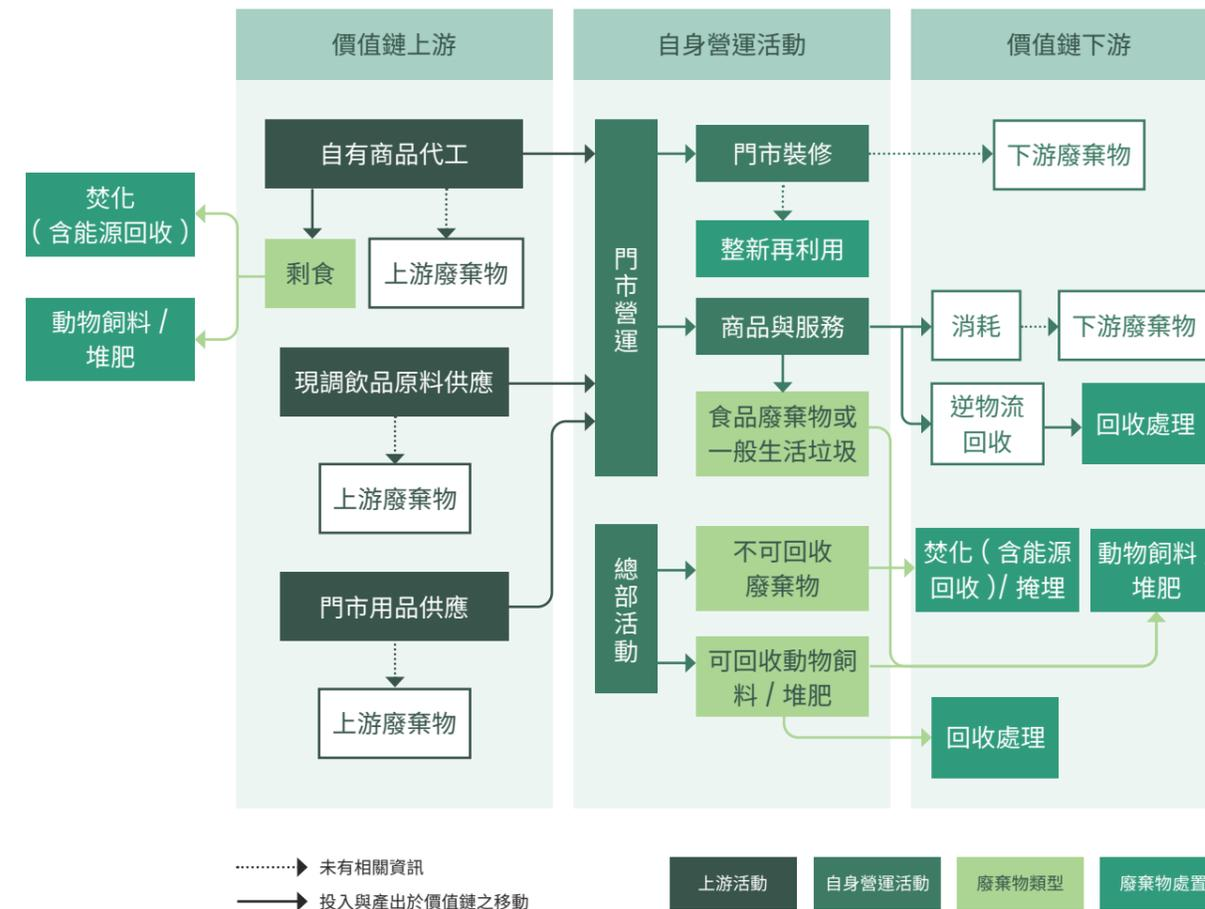 價值鏈上游
自身營運活動
價值鏈下游
焚化
( 含能源回收 )
動物飼料 /
堆肥
自有商品代工
剩食
上游廢棄物
現調飲品原料供應
上游廢棄物
門市用品供應
上游廢棄物
門市營運
門市裝修
整新再利用
商品與服務
食品廢棄物或
一般生活垃圾
總部活動
不可回收
廢棄物
可回收動物飼
料 / 堆肥
下游廢棄物
消耗
下游廢棄物
逆物流
回收
回收處理
焚化 ( 含能源
回收 )/ 掩埋
動物飼料
堆肥
回收處理
未有相關資訊
投入與產出於價值鏈之移動
上游活動
自身營運活動
廢棄物類型
廢棄物處置